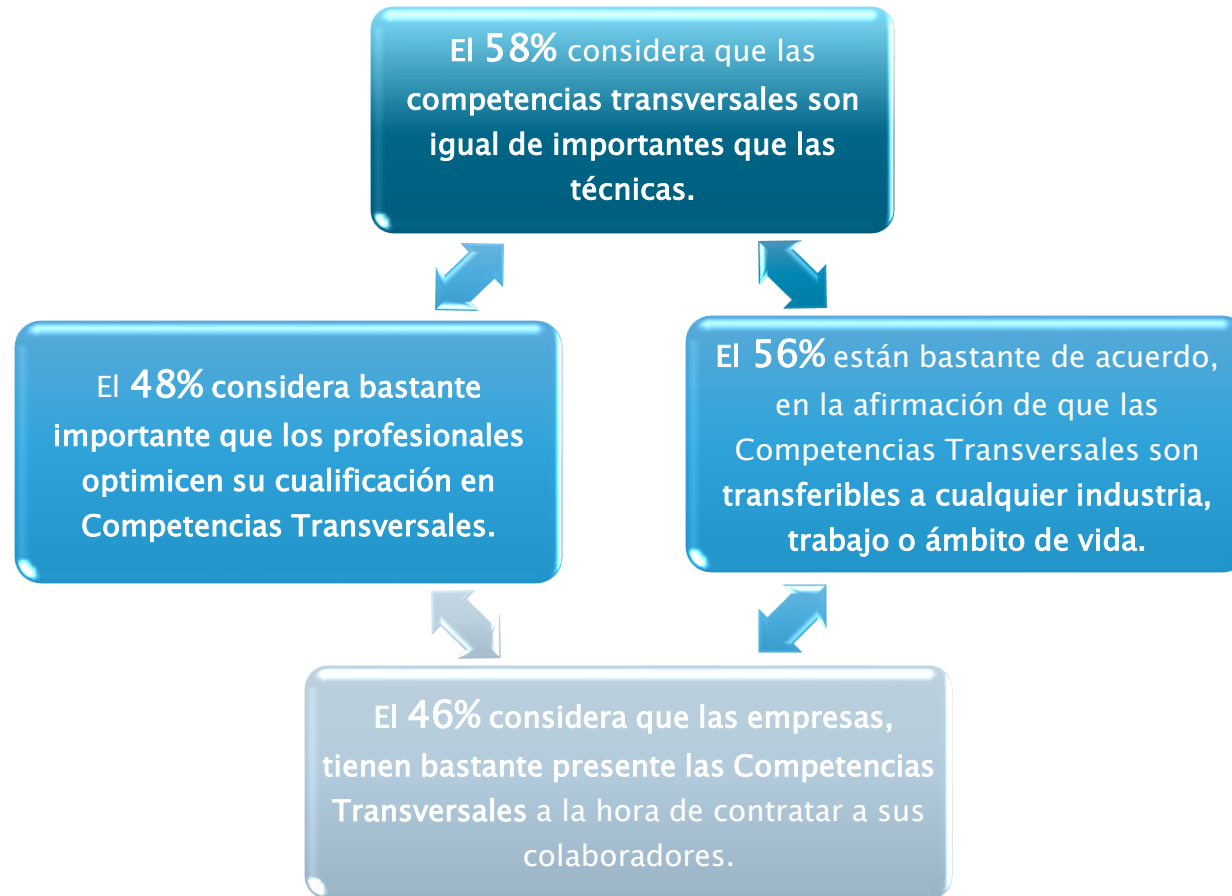 El 58% considera que las
competencias transversales son
igual de importantes que las
técnicas.
El 48% considera bastante
importante que los profesionales
optimicen su cualificación en
Competencias Transversales.
El 56% están bastante de acuerdo,
en la afirmación de que las
Competencias Transversales son
transferibles a cualquier industria,
trabajo o ámbito de vida.
El 46% considera que las empresas,
tienen bastante presente las Competencias
Transversales a la hora de contratar a sus
colaboradores.